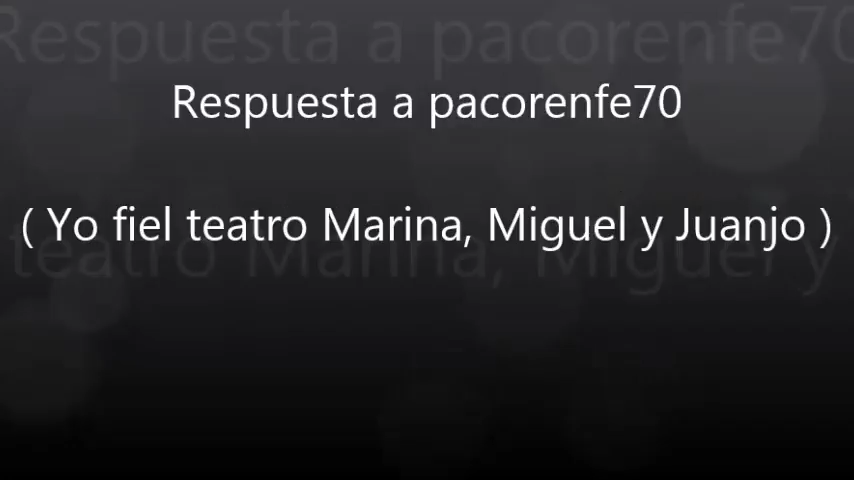 Respuesta a pacorenfe70
( Yo fiel teatro Marina, Miguel y Juanjo )